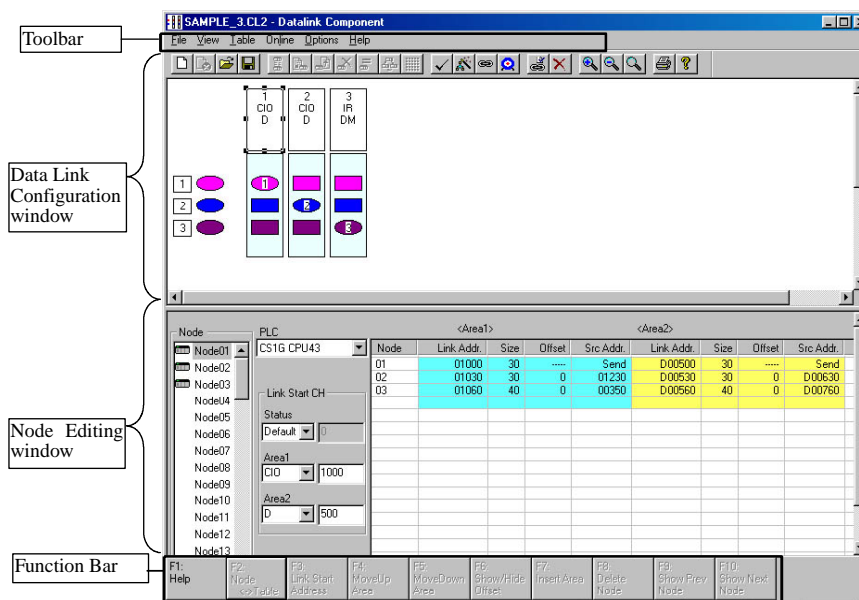 SAMPLE_3.CL2 - Datalink Component
Toolbar
File View Table Online Options Help
1 CIO D
2 CIO D
3 IR DM
Data Link Configuration window
1 1
2 2
3 3
Node
PLC
<Area1> <Area2>
CS1G CPU43
Node Link Addr. Size Offset Src Addr. Link Addr. Size Offset Src Addr.
01 01000 30 ----- Send D00500 30 ----- Send
02 01030 30 0 01230 D00530 30 0 D00630
03 01060 40 0 00350 D00560 40 0 D00760
Node01
Node02
Node03
Node04
Node05
Node06
Node07
Node08
Node09
Node10
Node11
Node12
Node13
Link Start CH
Status
Default 0
Area1
CIO 1000
Area2
D 500
Node Editing window
Function Bar
F1: Help
F2: Node <->Table
F3: Link Start Address
F4: MoveUp Area
F5: MoveDown Area
F6: Show/Hide Offset
F7: Insert Area
F8: Delete Node
F9: Show Prev Node
F10: Show Next Node